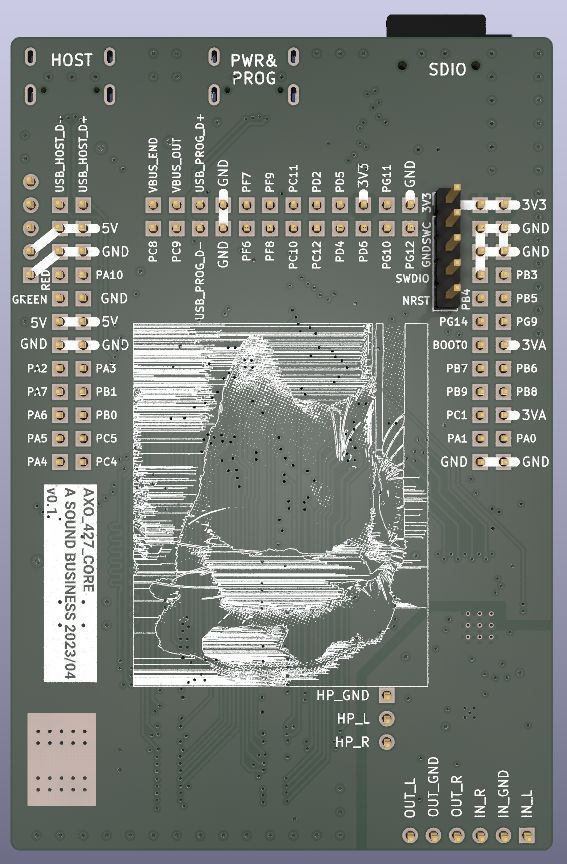 HOST
PWR&
PROG
SDIO
USB_HOST_D-
USB_HOST_D+
VBUS_END
VBUS_OUT
USB_PROG_D+
GND
PF7
PF9
PC11
PD2
PD5
3V3
PG11
GND
PC8
PC9
USB_PROG_D-
GND
PF6
PF8
PC10
PC12
PD4
PD6
PG10
PG12
3V3
SWC
GND
SWDIO
NRST
PB4
3V3
GND
GND
PB3
PB5
PG14 PG9
BOOT0 3VA
PB7 PB6
PB9 PB8
PC1 3VA
PA1 PA0
GND GND
5V
GND
RED PA10
GREEN GND
5V 5V
GND GND
PA2 PA3
PA7 PB1
PA6 PB0
PA5 PC5
PA4 PC4
AXO_427_CORE
A SOUND BUSINESS 2023/04
v0.1
HP_GND
HP_L
HP_R
OUT_L
OUT_GND
OUT_R
IN_R
IN_GND
IN_L